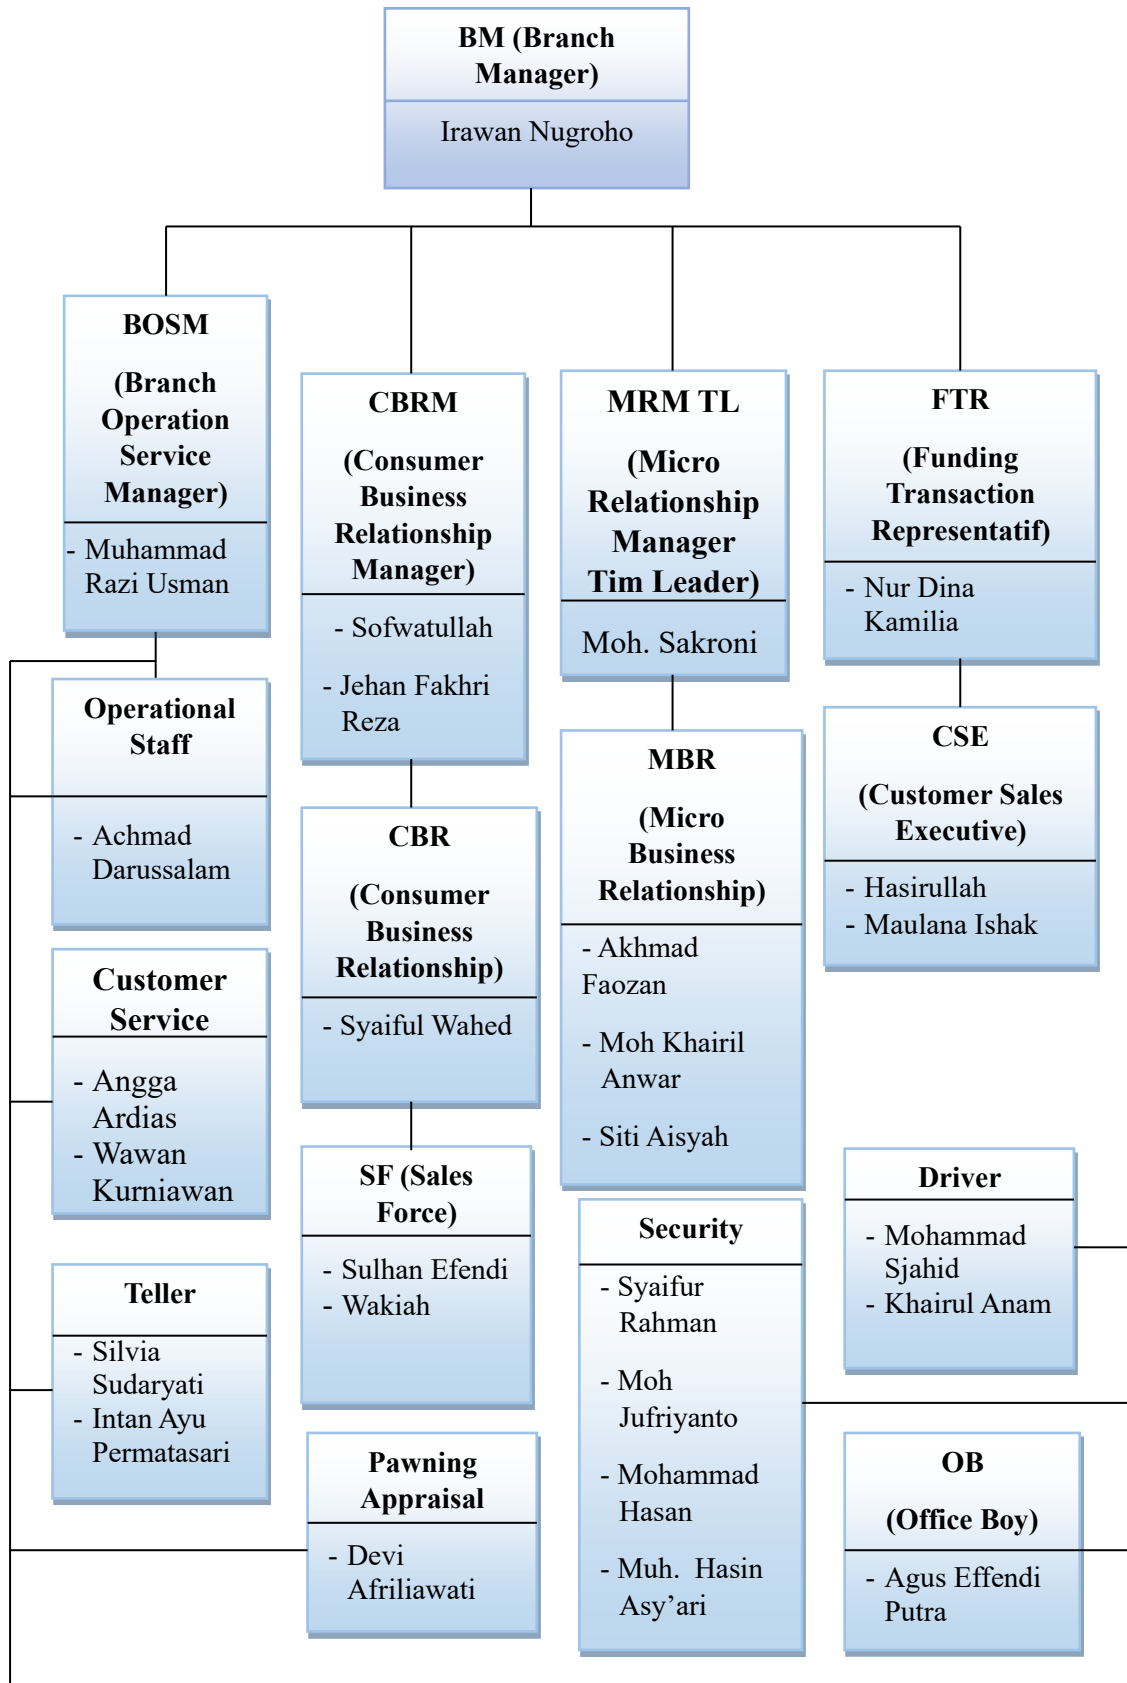 BM (Branch
Manager)
Irawan Nugroho
BOSM
(Branch
Operation
Service
Manager)
- Muhammad
Razi Usman
CBRM
(Consumer
Business
Relationship
Manager)
- Sofwatullah
- Jehan Fakhri
Reza
MRM TL
(Micro
Relationship
Manager
Tim Leader)
Moh. Sakroni
FTR
(Funding
Transaction
Representatif)
- Nur Dina
Kamilia
Operational
Staff
- Achmad
Darussalam
CBR
(Consumer
Business
Relationship)
- Syaiful Wahed
MBR
(Micro
Business
Relationship)
- Akhmad
Faozan
- Moh Khairil
Anwar
- Siti Aisyah
CSE
(Customer Sales
Executive)
- Hasirullah
- Maulana Ishak
Customer
Service
- Angga
Ardias
- Wawan
Kurniawan
SF (Sales
Force)
- Sulhan Efendi
- Wakiah
Security
- Syaifur
Rahman
- Moh
Jufriyanto
- Mohammad
Hasan
- Muh. Hasin
Asy’ari
Driver
- Mohammad
Sjahid
- Khairul Anam
Teller
- Silvia
Sudaryati
- Intan Ayu
Permatasari
Pawning
Appraisal
- Devi
Afriliawati
OB
(Office Boy)
- Agus Effendi
Putra